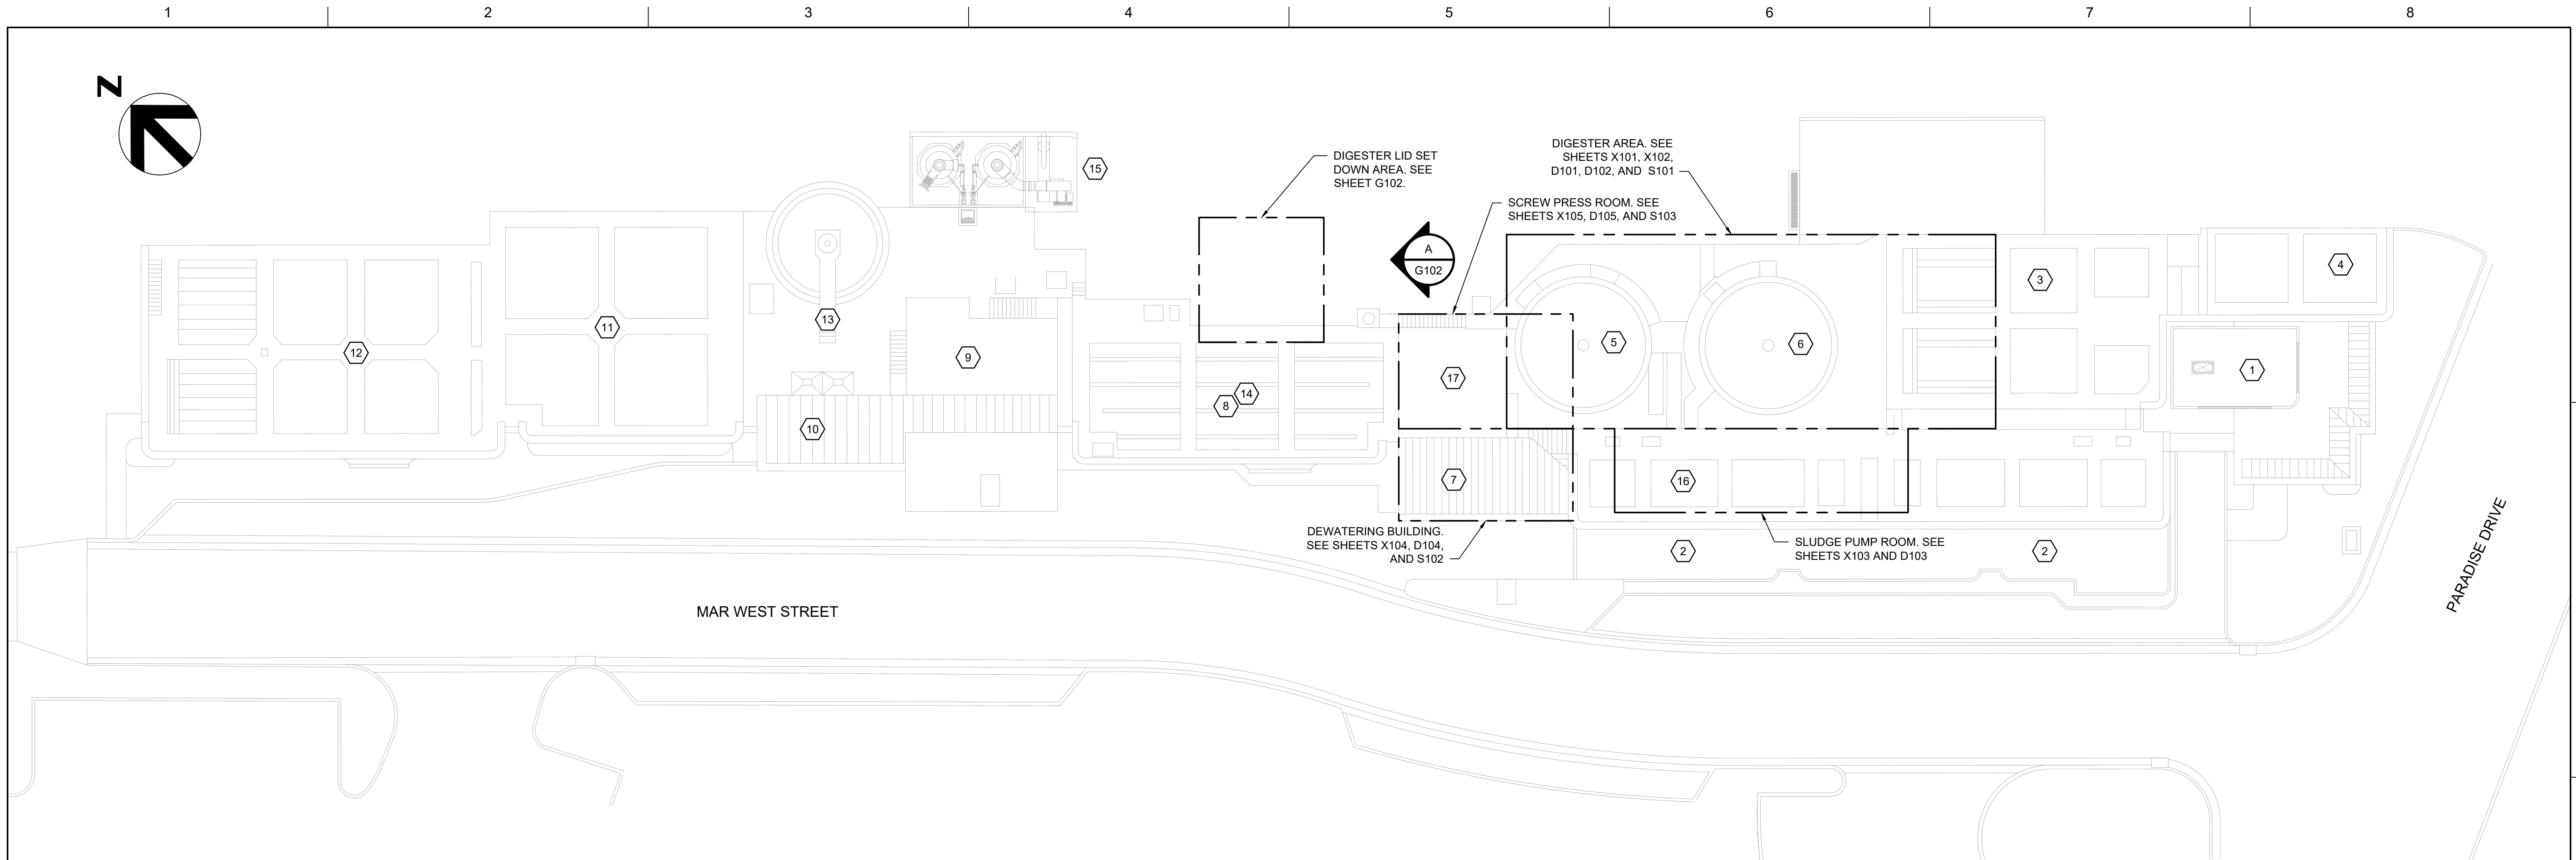 1 2 3 4 5 6 7 8
N
DIGESTER LID SET
DOWN AREA. SEE
SHEET G102.
DIGESTER AREA. SEE
SHEETS X101, X102,
D101, D102, AND S101
SCREW PRESS ROOM. SEE
SHEETS X105, D105, AND S103
A
G102
15
13
11
12
9
10
14
8
17
7
5
6
3
4
1
16
2
2
DEWATERING BUILDING.
SEE SHEETS X104, D104,
AND S102
SLUDGE PUMP ROOM. SEE
SHEETS X103 AND D103
MAR WEST STREET
PARADISE DRIVE